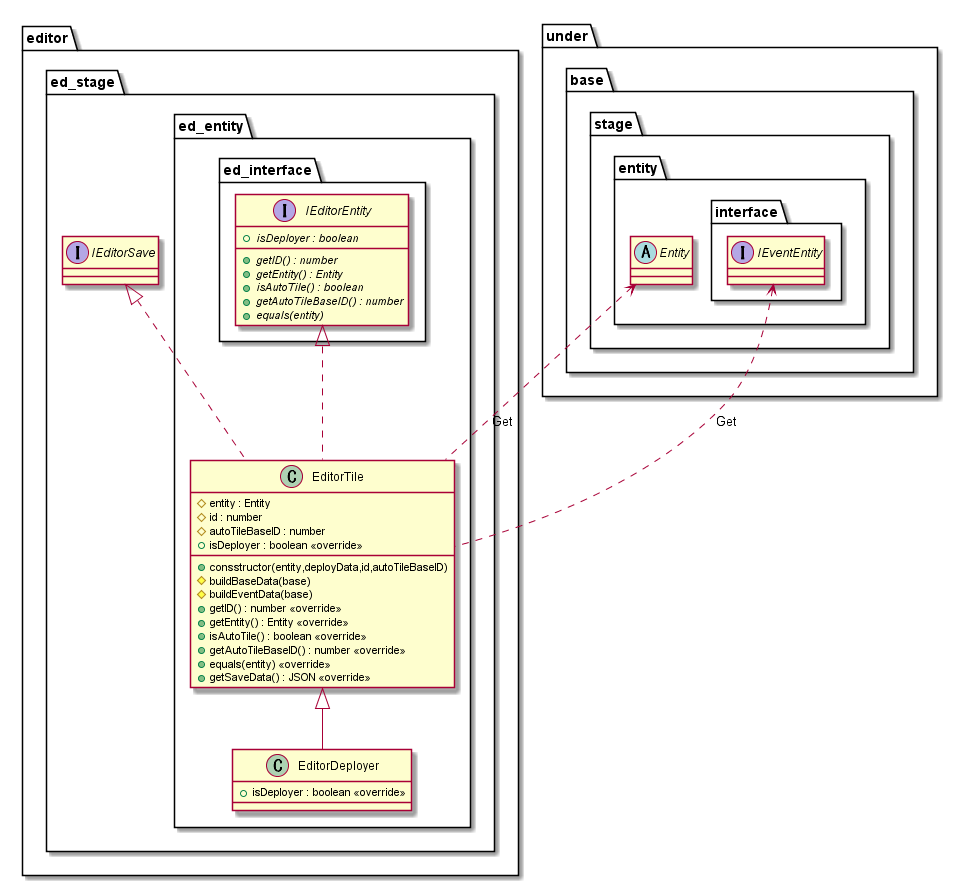 editor
ed_stage
ed_entity
ed_interface
I IEditorEntity
isDeployer : boolean
getID() : number
getEntity() : Entity
isAutoTile() : boolean
getAutoTileBaseID() : number
equals(entity)
I IEditorSave
under
base
stage
entity
interface
A Entity
I IEventEntity
Get
Get
C EditorTile
entity : Entity
id : number
autoTileBaseID : number
isDeployer : boolean «override»
consstructor(entity,deployData,id,autoTileBaseID)
buildBaseData(base)
buildEventData(base)
getID() : number «override»
getEntity() : Entity «override»
isAutoTile() : boolean «override»
getAutoTileBaseID() : number «override»
equals(entity) «override»
getSaveData() : JSON «override»
C EditorDeployer
isDeployer : boolean «override»